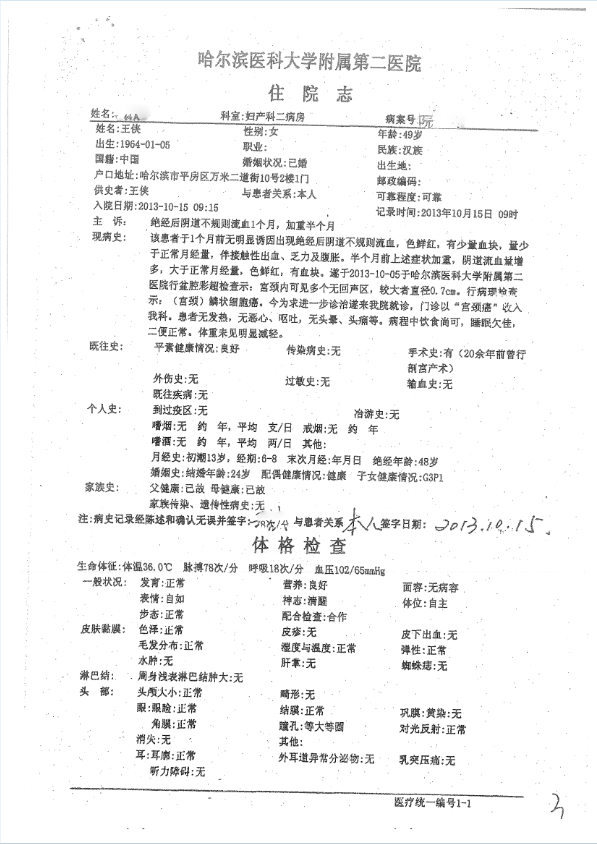 哈尔滨医科大学附属第二医院
住 院 志
姓名: 科室:妇产科二病房 病案号 院
姓名:王侠 性别:女 年龄:49岁
出生:1964-01-05 职业: 民族:汉族
国籍:中国 婚姻状况:已婚 出生地:
户口地址:哈尔滨市平房区万米二道街10号2楼1门 邮政编码:
供史者:王侠 与患者关系:本人 可靠程度:可靠
入院日期:2013-10-15 09:15 记录时间:2013年10月15日 09时
主 诉: 绝经后阴道不规则流血1个月,加重半个月
现病史: 该患者于1个月前无明显诱因出现绝经后阴道不规则流血,色鲜红,有少量血块,量少
于正常月经量,伴接触性出血、乏力及腹胀。半个月前上述症状加重,阴道流血量增
多,大于正常月经量,色鲜红,有血块。遂于2013-10-05于哈尔滨医科大学附属第二
医院行盆腔彩超检查示:宫颈内可见多个无回声区,较大者直径0.7cm。行病理检查
示:(宫颈)鳞状细胞癌。今为求进一步诊治遂来我院就诊,门诊以“宫颈癌”收入
我科。患者无发热,无恶心、呕吐,无头晕、头痛等。病程中饮食尚可,睡眠欠佳,
二便正常。体重未见明显减轻。
既往史: 平素健康情况:良好 传染病史:无 手术史:有(20余年前曾行
剖宫产术)
外伤史:无 过敏史:无 输血史:无
既往疾病:无
个人史: 到过疫区:无 冶游史:无
嗜烟:无 约 年,平均 支/日 戒烟:无 约 年
嗜酒:无 约 年,平均 两/日 其他:
月经史:初潮13岁,经期:6-8 末次月经:年月日 绝经年龄:48岁
婚姻史:结婚年龄:24岁 配偶健康情况:健康 子女健康情况:G3P1
家族史: 父健康:已故 母健康:已故
家族传染、遗传性病史:无
注:病史记录经陈述和确认无误并签字: 与患者关系 本人 签字日期: 2013.10.15.
体 格 检 查
生命体征:体温36.0℃ 脉搏78次/分 呼吸18次/分 血压102/65mmHg
一般状况: 发育:正常 营养:良好 面容:无病容
表情:自如 神志:清醒 体位:自主
步态:正常 配合检查:合作
皮肤黏膜: 色泽:正常 皮疹:无 皮下出血:无
毛发分布:正常 湿度与温度:正常 弹性:正常
水肿:无 肝掌:无 蜘蛛痣:无
淋巴结: 周身浅表淋巴结肿大:无
头 部: 头颅大小:正常 畸形:无
眼:眼睑:正常 结膜:正常 巩膜:黄染:无
角膜:正常 瞳孔:等大等圆 对光反射:正常
消失:无 其他:
耳:耳廓:正常 外耳道异常分泌物:无 乳突压痛:无
听力障碍:无
医疗统一编号1-1
3